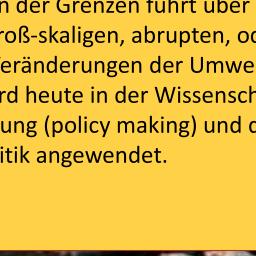 n der Grenzen führt über
roß-skaligen, abrupten, od
Veränderungen der Umwe
rd heute in der Wissensch
ung (policy making) und d
itik angewendet.